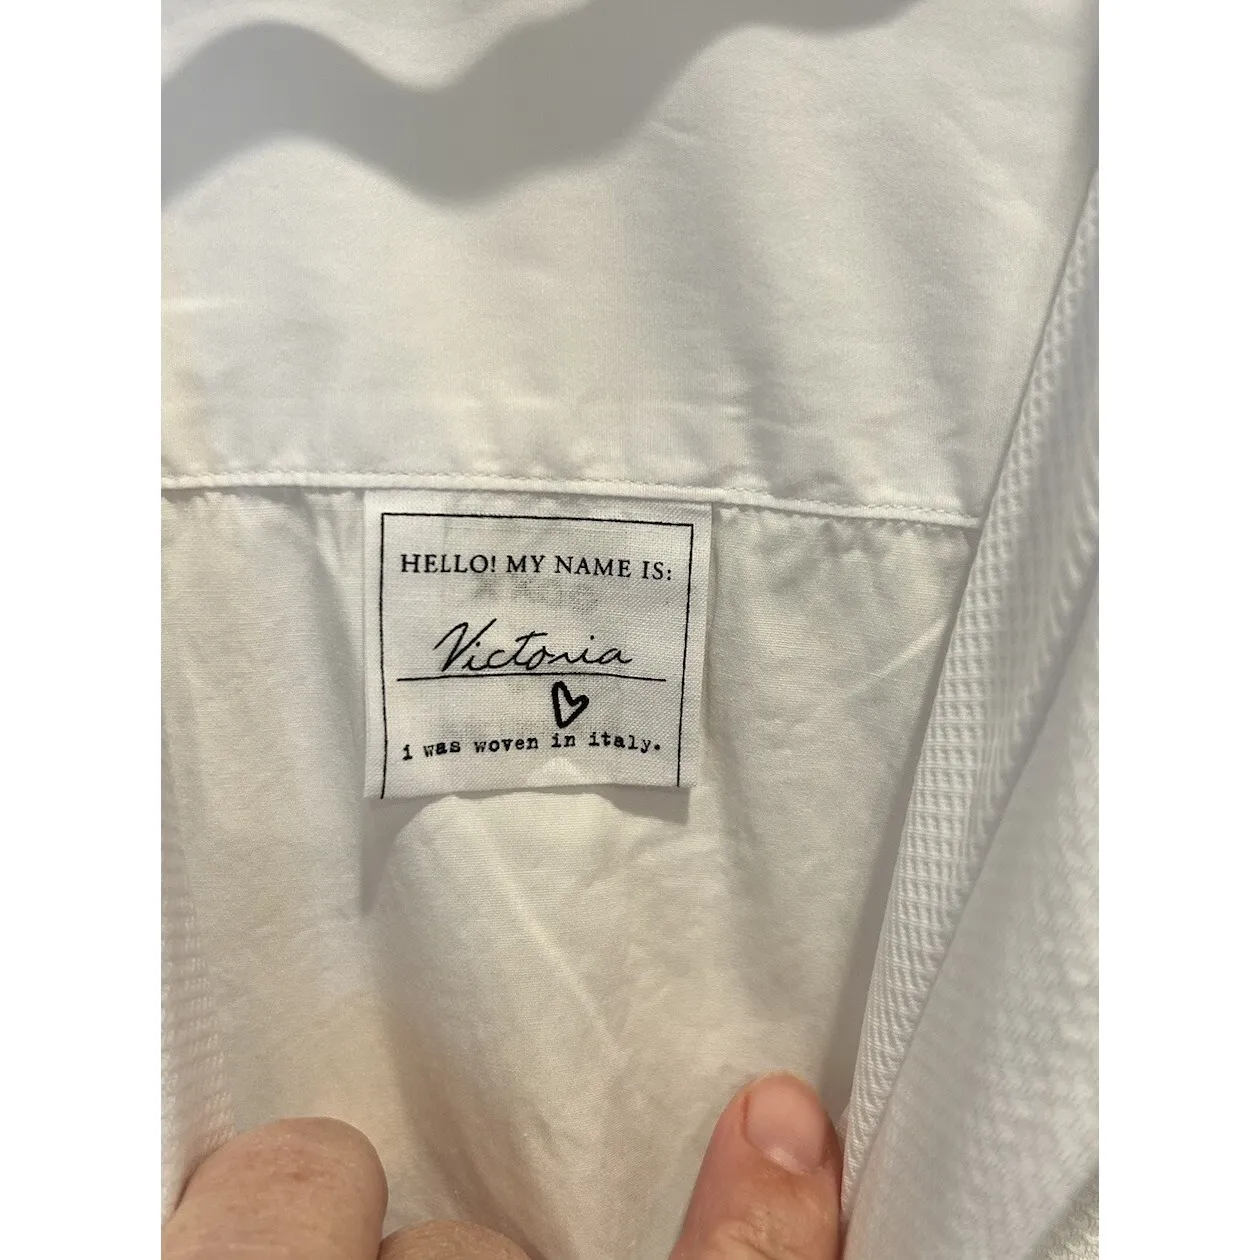 HELLO! MY NAME IS:
Victoria
i was woven in italy.